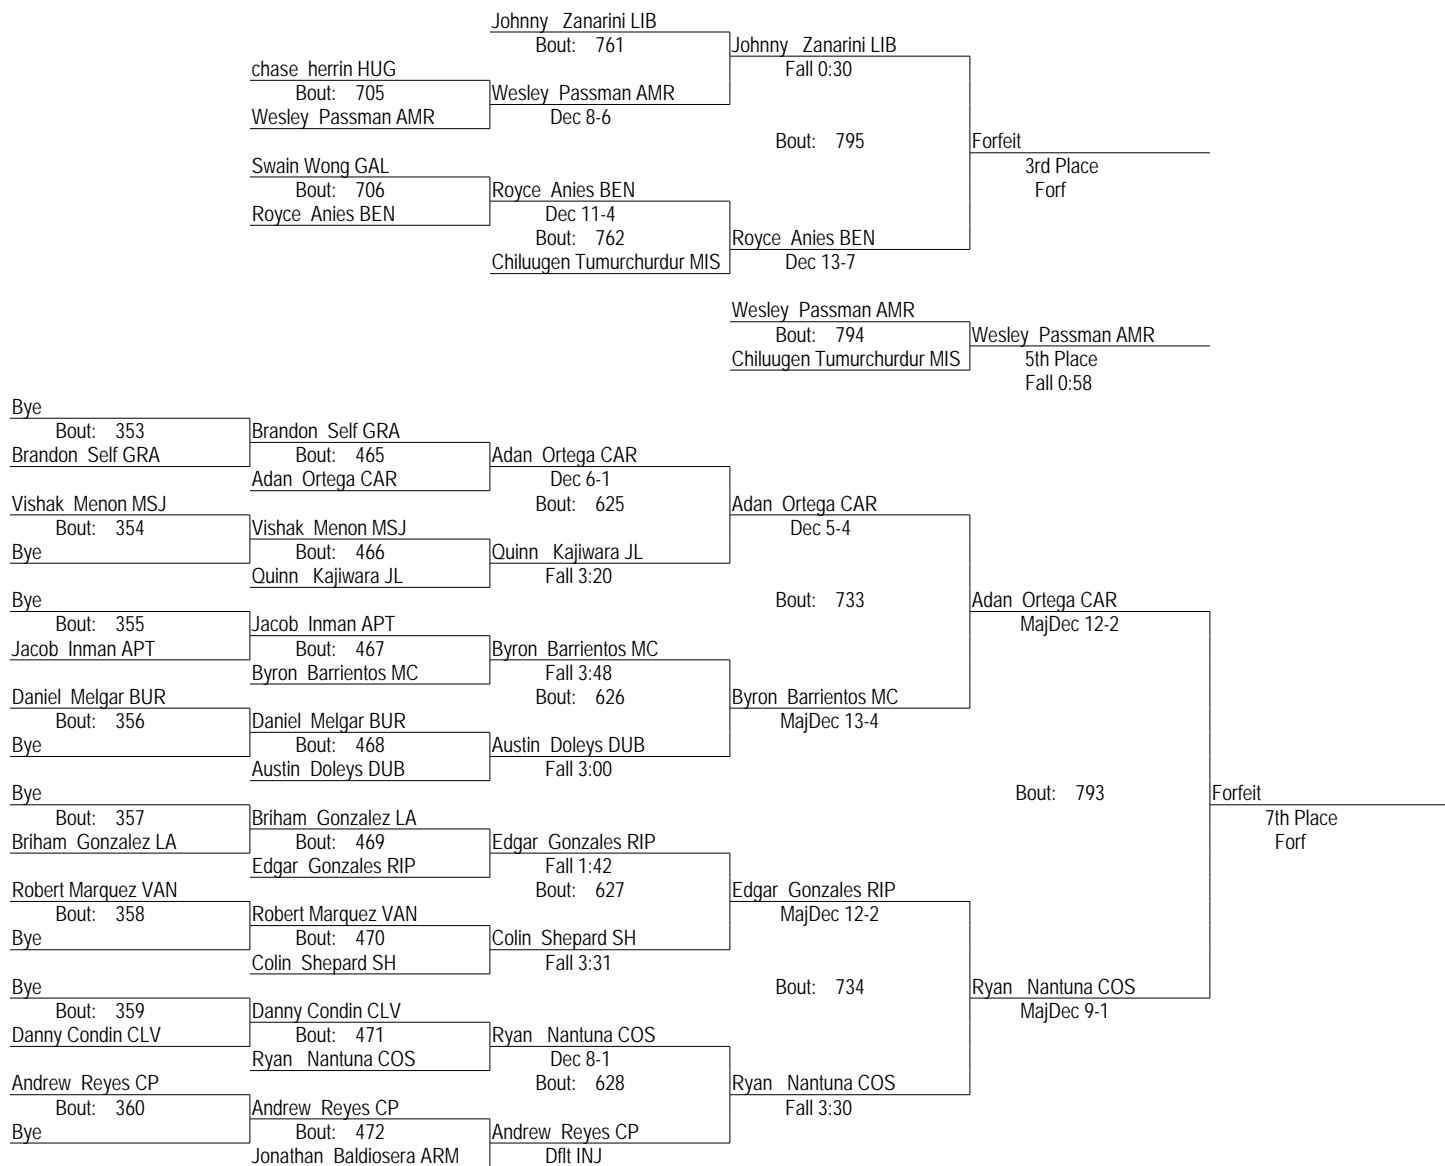 Johnny Zanarini LIB
Bout: 761
Johnny Zanarini LIB
Fall 0:30
chase herrin HUG
Bout: 705
Wesley Passman AMR
Wesley Passman AMR
Dec 8-6
Bout: 795
Forfeit
3rd Place
Forf
Swain Wong GAL
Bout: 706
Royce Anies BEN
Royce Anies BEN
Dec 11-4
Bout: 762
Chiluugen Tumurchurdur MIS
Royce Anies BEN
Dec 13-7
Wesley Passman AMR
Bout: 794
Chiluugen Tumurchurdur MIS
Wesley Passman AMR
5th Place
Fall 0:58
Bye
Bout: 353
Brandon Self GRA
Brandon Self GRA
Bout: 465
Adan Ortega CAR
Adan Ortega CAR
Dec 6-1
Bout: 625
Vishak Menon MSJ
Bout: 354
Bye
Vishak Menon MSJ
Bout: 466
Quinn Kajiwara JL
Quinn Kajiwara JL
Fall 3:20
Adan Ortega CAR
Dec 5-4
Bout: 733
Bye
Bout: 355
Jacob Inman APT
Jacob Inman APT
Bout: 467
Byron Barrientos MC
Byron Barrientos MC
Fall 3:48
Bout: 626
Daniel Melgar BUR
Bout: 356
Bye
Daniel Melgar BUR
Bout: 468
Austin Doleys DUB
Austin Doleys DUB
Fall 3:00
Byron Barrientos MC
MajDec 13-4
Adan Ortega CAR
MajDec 12-2
Bout: 793
Forfeit
7th Place
Forf
Bye
Bout: 357
Briham Gonzalez LA
Briham Gonzalez LA
Bout: 469
Edgar Gonzales RIP
Edgar Gonzales RIP
Fall 1:42
Bout: 627
Robert Marquez VAN
Bout: 358
Bye
Robert Marquez VAN
Bout: 470
Colin Shepard SH
Colin Shepard SH
Fall 3:31
Edgar Gonzales RIP
MajDec 12-2
Bout: 734
Ryan Nantuna COS
MajDec 9-1
Bye
Bout: 359
Danny Condin CLV
Danny Condin CLV
Bout: 471
Ryan Nantuna COS
Ryan Nantuna COS
Dec 8-1
Bout: 628
Andrew Reyes CP
Bout: 360
Bye
Andrew Reyes CP
Bout: 472
Jonathan Baldiosera ARM
Andrew Reyes CP
Dflt INJ
Ryan Nantuna COS
Fall 3:30